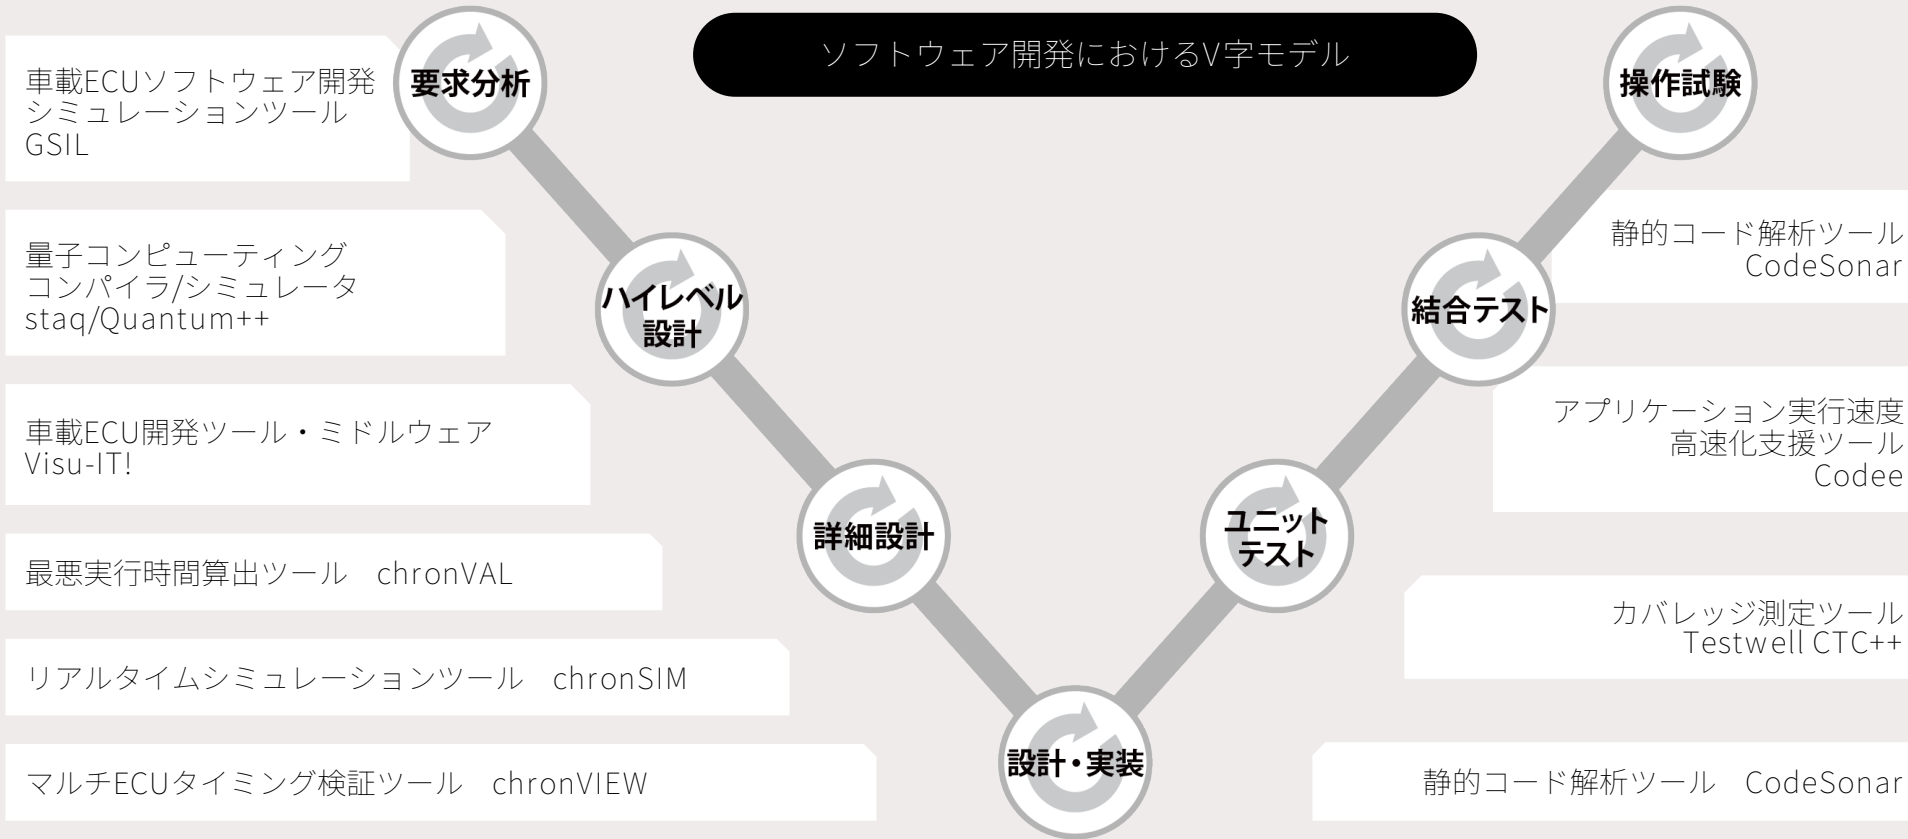 ソフトウェア開発におけるV字モデル
要求分析
ハイレベル
設計
詳細設計
設計・実装
ユニット
テスト
結合テスト
操作試験
車載ECUソフトウェア開発
シミュレーションツール
GSIL
量子コンピューティング
コンパイラ/シミュレータ
staq/Quantum++
車載ECU開発ツール・ミドルウェア
Visu-IT!
最悪実行時間算出ツール　chronVAL
リアルタイムシミュレーションツール　chronSIM
マルチECUタイミング検証ツール　chronVIEW
静的コード解析ツール
CodeSonar
アプリケーション実行速度
高速化支援ツール
Codee
カバレッジ測定ツール
Testwell CTC++
静的コード解析ツール　CodeSonar